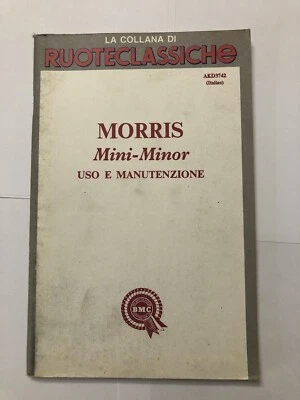 LA COLLANA DI
RUOTECLASSICHE
AKD3742
(Italian)
MORRIS
Mini-Minor
USO E MANUTENZIONE
BMC